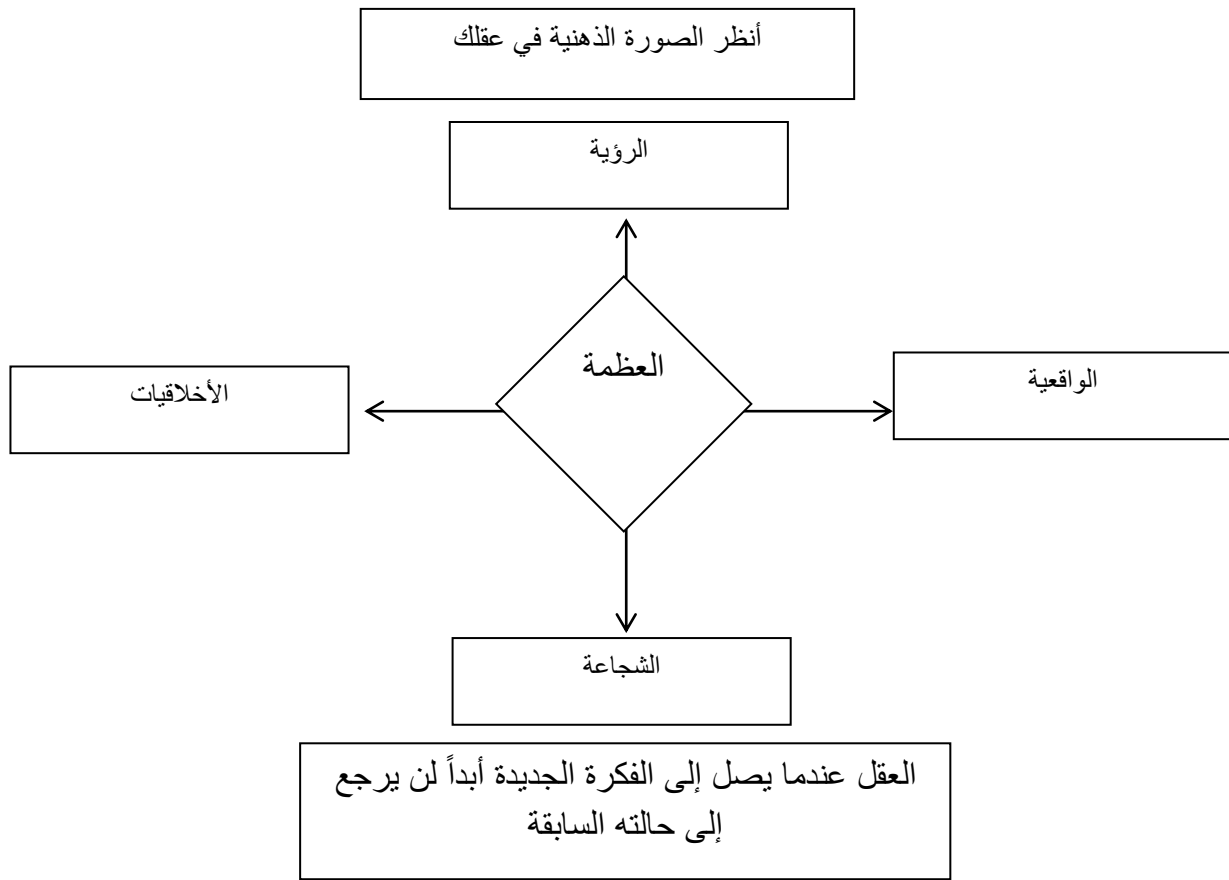 أنظر الصورة الذهنية في عقلك
الرؤية
العظمة
الواقعية
الأخلاقيات
الشجاعة
العقل عندما يصل إلى الفكرة الجديدة أبداً لن يرجع
إلى حالته السابقة